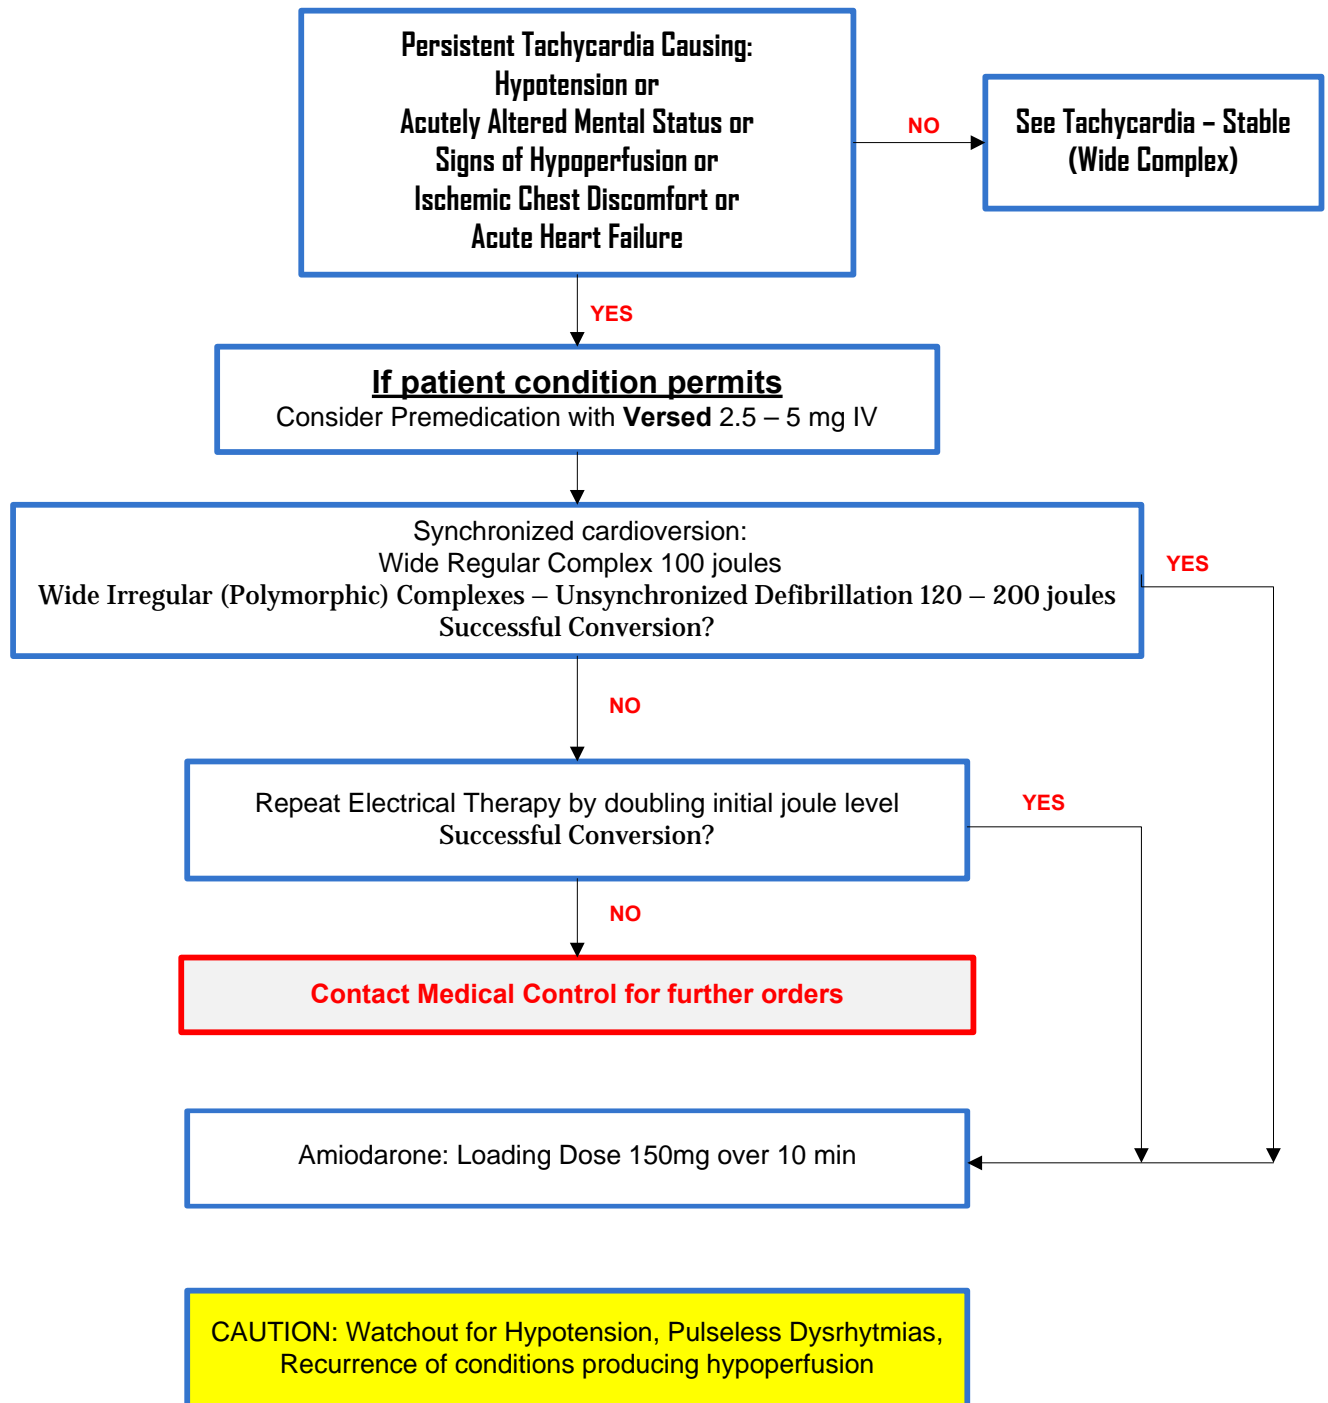 Persistent Tachycardia Causing:
Hypotension or
Acutely Altered Mental Status or
Signs of Hypoperfusion or
Ischemic Chest Discomfort or
Acute Heart Failure
NO
See Tachycardia – Stable
(Wide Complex)
YES
If patient condition permits
Consider Premedication with Versed 2.5 – 5 mg IV
Synchronized cardioversion:
Wide Regular Complex 100 joules
Wide Irregular (Polymorphic) Complexes – Unsynchronized Defibrillation 120 – 200 joules
Successful Conversion?
YES
NO
Repeat Electrical Therapy by doubling initial joule level
Successful Conversion?
YES
NO
Contact Medical Control for further orders
Amiodarone: Loading Dose 150mg over 10 min
CAUTION: Watchout for Hypotension, Pulseless Dysrhytmias,
Recurrence of conditions producing hypoperfusion